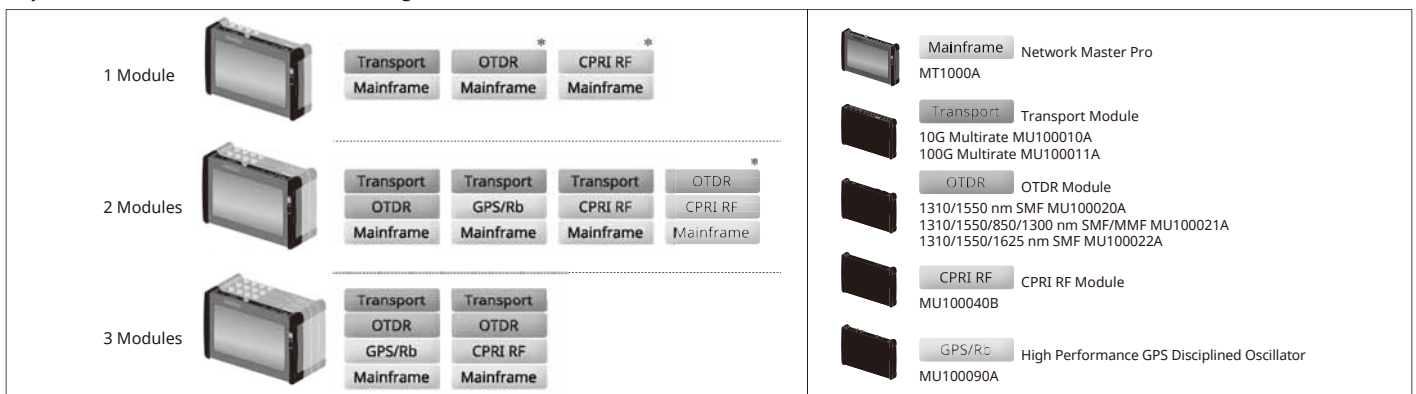 1 Module
* *
Transport OTDR CPRI RF
Mainframe Mainframe Mainframe
2 Modules
*
Transport Transport Transport OTDR
OTDR GPS/Rb CPRI RF CPRI RF
Mainframe Mainframe Mainframe Mainframe
3 Modules
Transport Transport
OTDR OTDR
GPS/Rb CPRI RF
Mainframe Mainframe
Mainframe Network Master Pro
MT1000A
Transport Transport Module
10G Multirate MU100010A
100G Multirate MU100011A
OTDR OTDR Module
1310/1550 nm SMF MU100020A
1310/1550/850/1300 nm SMF/MMF MU100021A
1310/1550/1625 nm SMF MU100022A
CPRI RF CPRI RF Module
MU100040B
GPS/Rb High Performance GPS Disciplined Oscillator
MU100090A